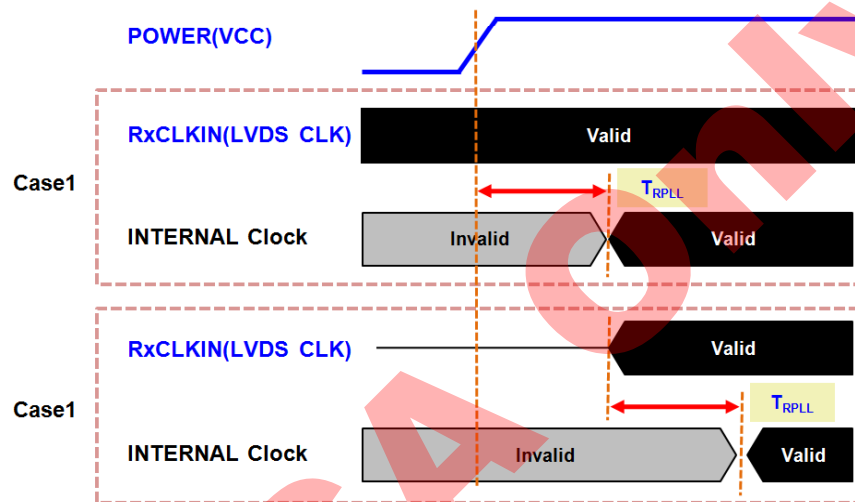 POWER(VCC)
RxCLKIN(LVDS CLK)
Valid
Case1
TRPLL
INTERNAL Clock
Invalid
Valid
RxCLKIN(LVDS CLK)
Valid
Case1
TRPLL
INTERNAL Clock
Invalid
Valid